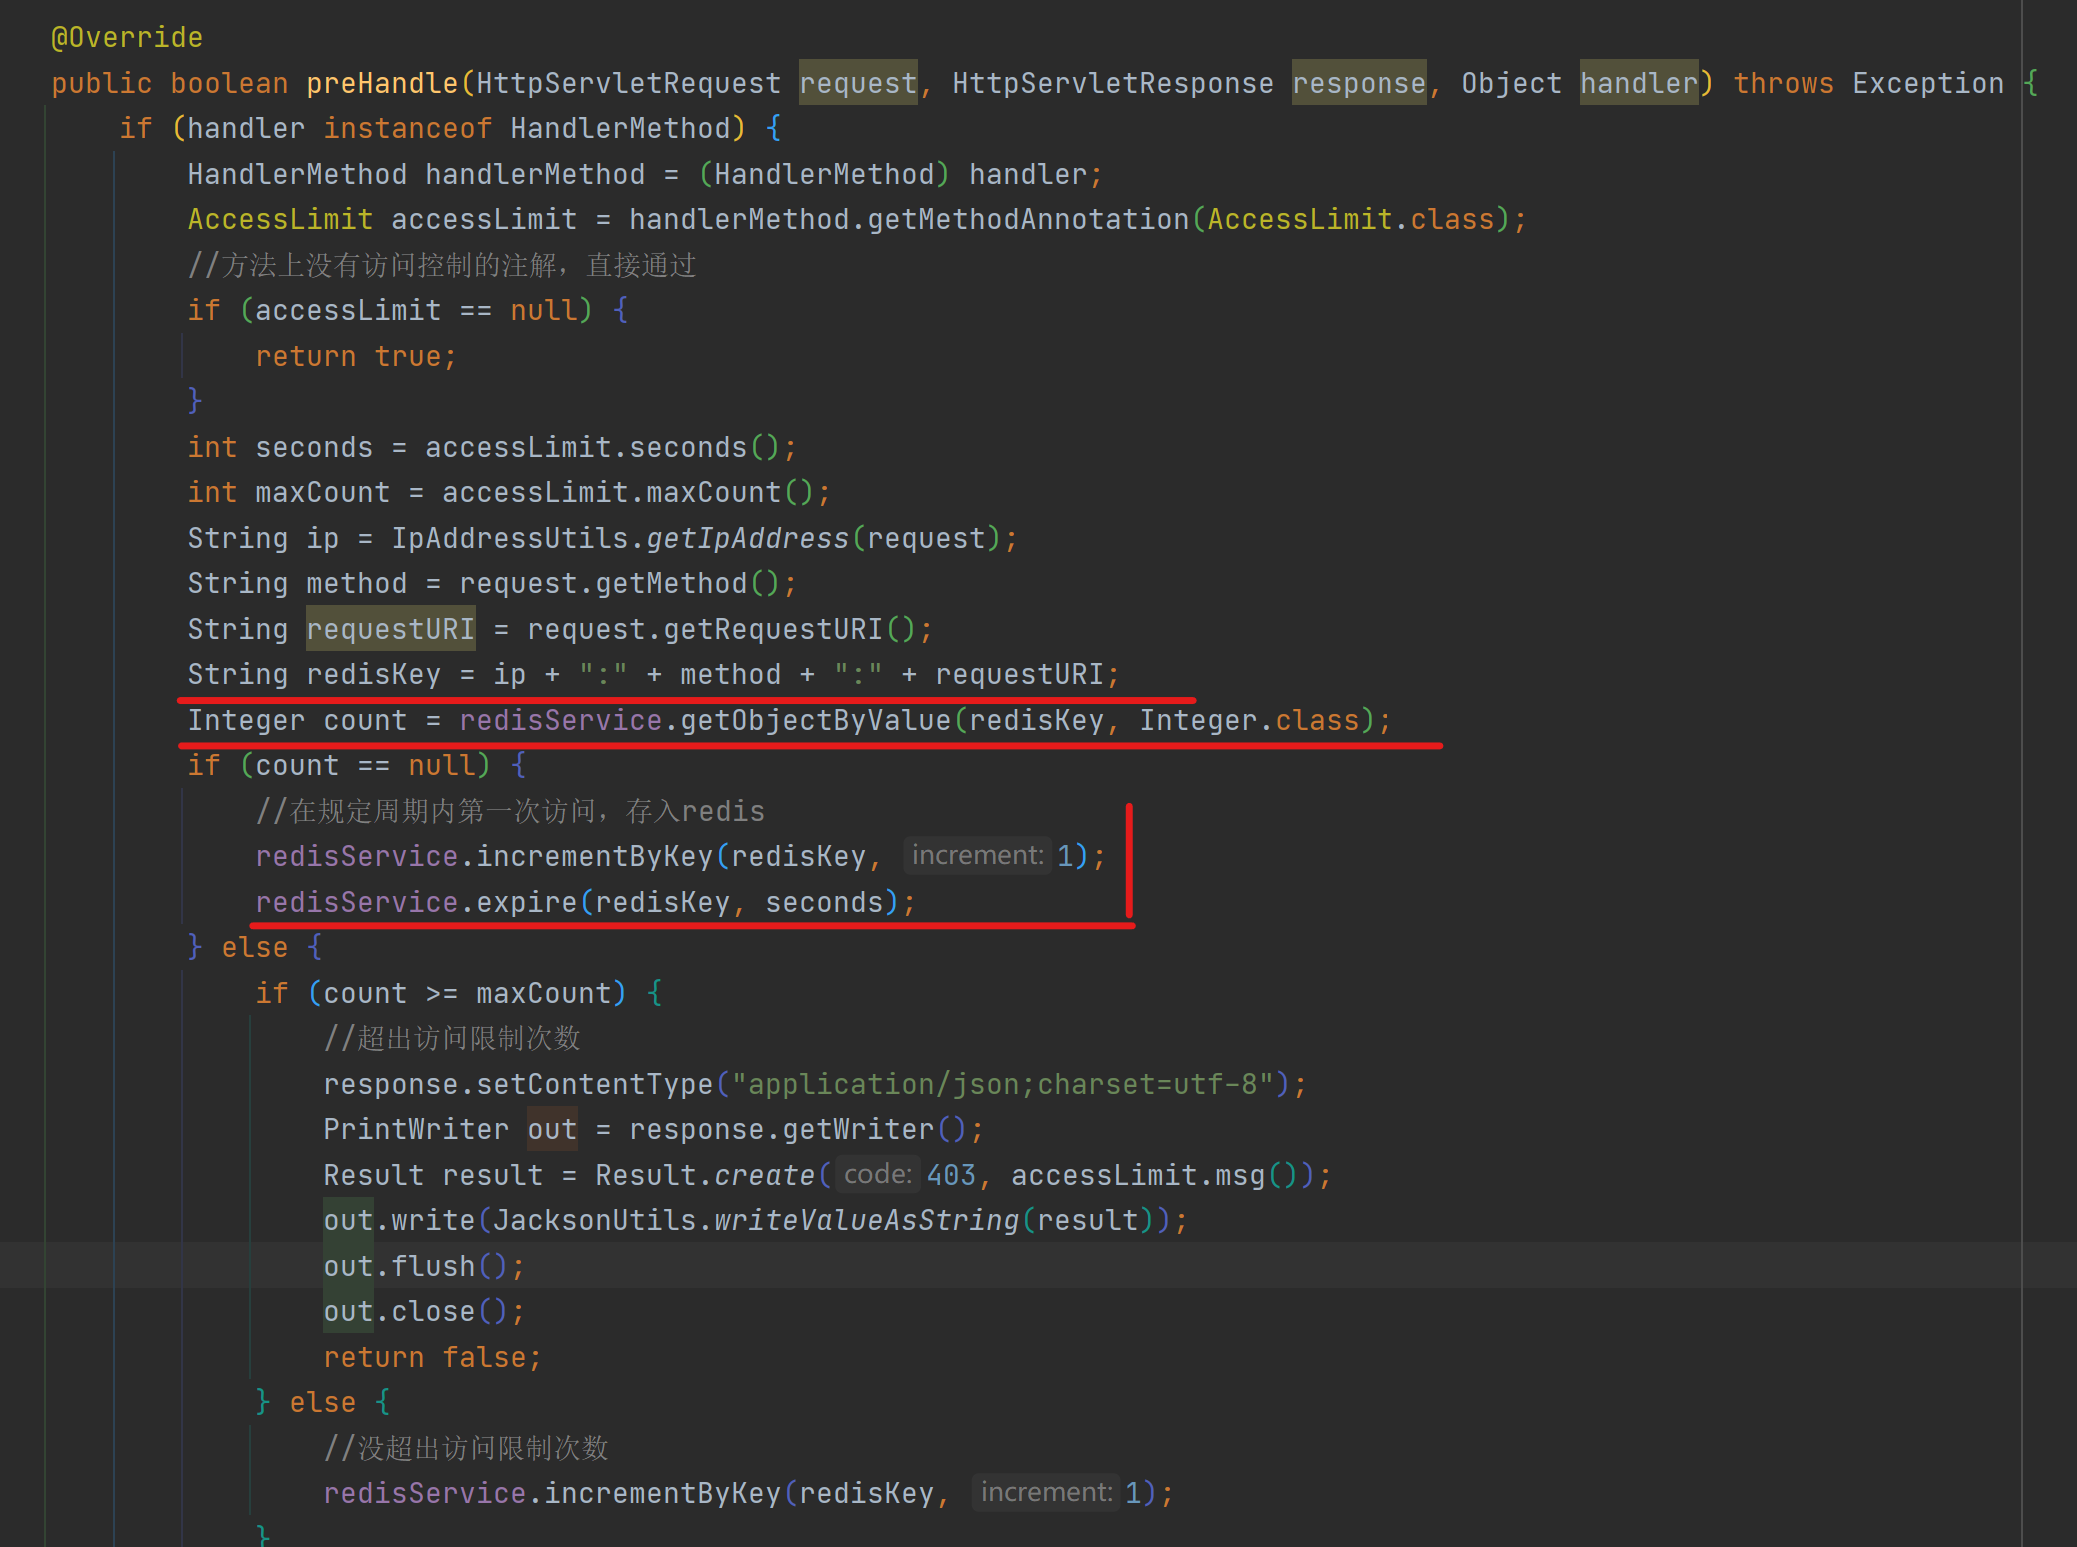 @Override
public boolean preHandle(HttpServletRequest request, HttpServletResponse response, Object handler) throws Exception {
if (handler instanceof HandlerMethod) {
HandlerMethod handlerMethod = (HandlerMethod) handler;
AccessLimit accessLimit = handlerMethod.getMethodAnnotation(AccessLimit.class);
//方法上没有访问控制的注解，直接通过
if (accessLimit == null) {
return true;
}
int seconds = accessLimit.seconds();
int maxCount = accessLimit.maxCount();
String ip = IpAddressUtils.getIpAddress(request);
String method = request.getMethod();
String requestURI = request.getRequestURI();
String redisKey = ip + ":" + method + ":" + requestURI;
Integer count = redisService.getObjectByValue(redisKey, Integer.class);
if (count == null) {
//在规定周期内第一次访问，存入redis
redisService.incrementByKey(redisKey, increment: 1);
redisService.expire(redisKey, seconds);
} else {
if (count >= maxCount) {
//超出访问限制次数
response.setContentType("application/json;charset=utf-8");
PrintWriter out = response.getWriter();
Result result = Result.create( code: 403, accessLimit.msg());
out.write(JacksonUtils.writeValueAsString(result));
out.flush();
out.close();
return false;
} else {
//没超出访问限制次数
redisService.incrementByKey(redisKey, increment: 1);
}